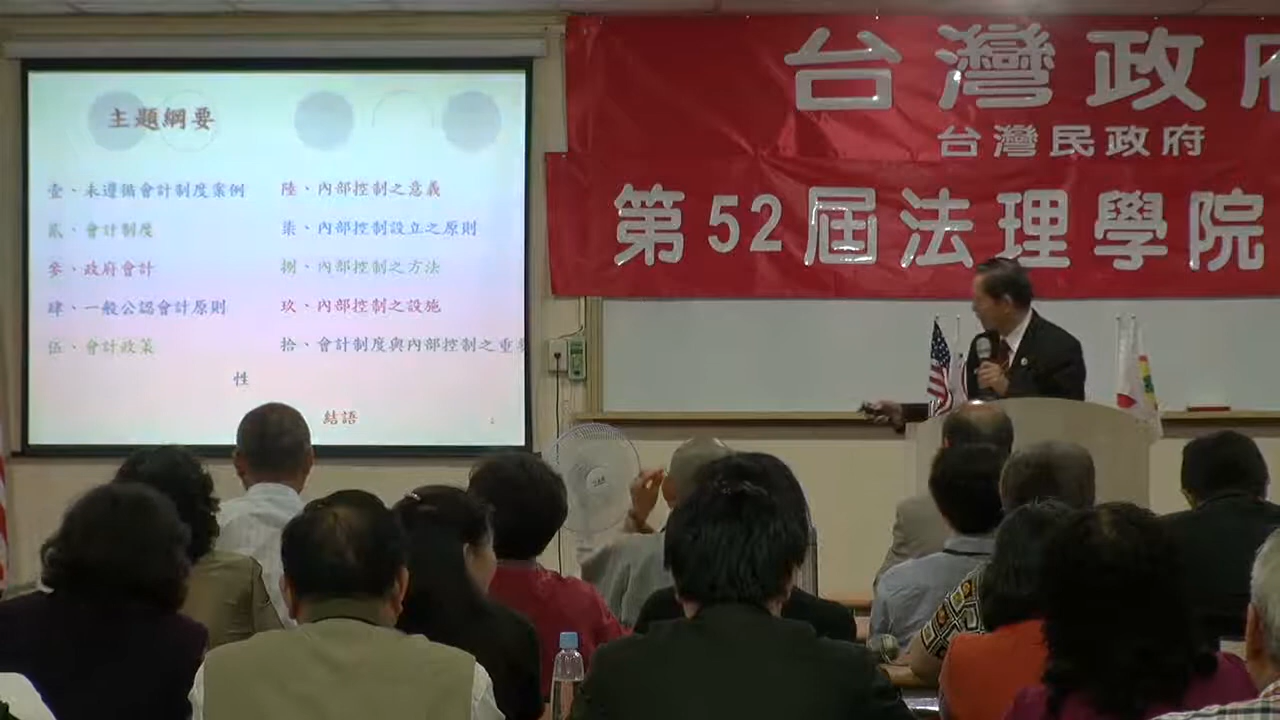 主題綱要
壹、未遵循會計制度案例
貳、會計制度
參、政府會計
肆、一般公認會計原則
伍、會計政策
陸、內部控制之意義
柒、內部控制設立之原則
捌、內部控制之方法
玖、內部控制之設施
拾、會計制度與內部控制之重
性
結語
台灣政府
台灣民政府
第52屆法理學院